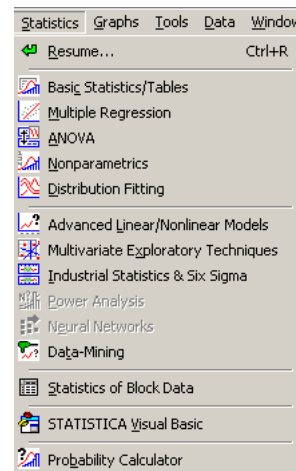 Statistics Graphs Tools Data Window
Resume... Ctrl+R
Basic Statistics/Tables
Multiple Regression
ANOVA
Nonparametrics
Distribution Fitting
Advanced Linear/Nonlinear Models
Multivariate Exploratory Techniques
Industrial Statistics & Six Sigma
Power Analysis
Neural Networks
Data-Mining
Statistics of Block Data
STATISTICA Visual Basic
Probability Calculator